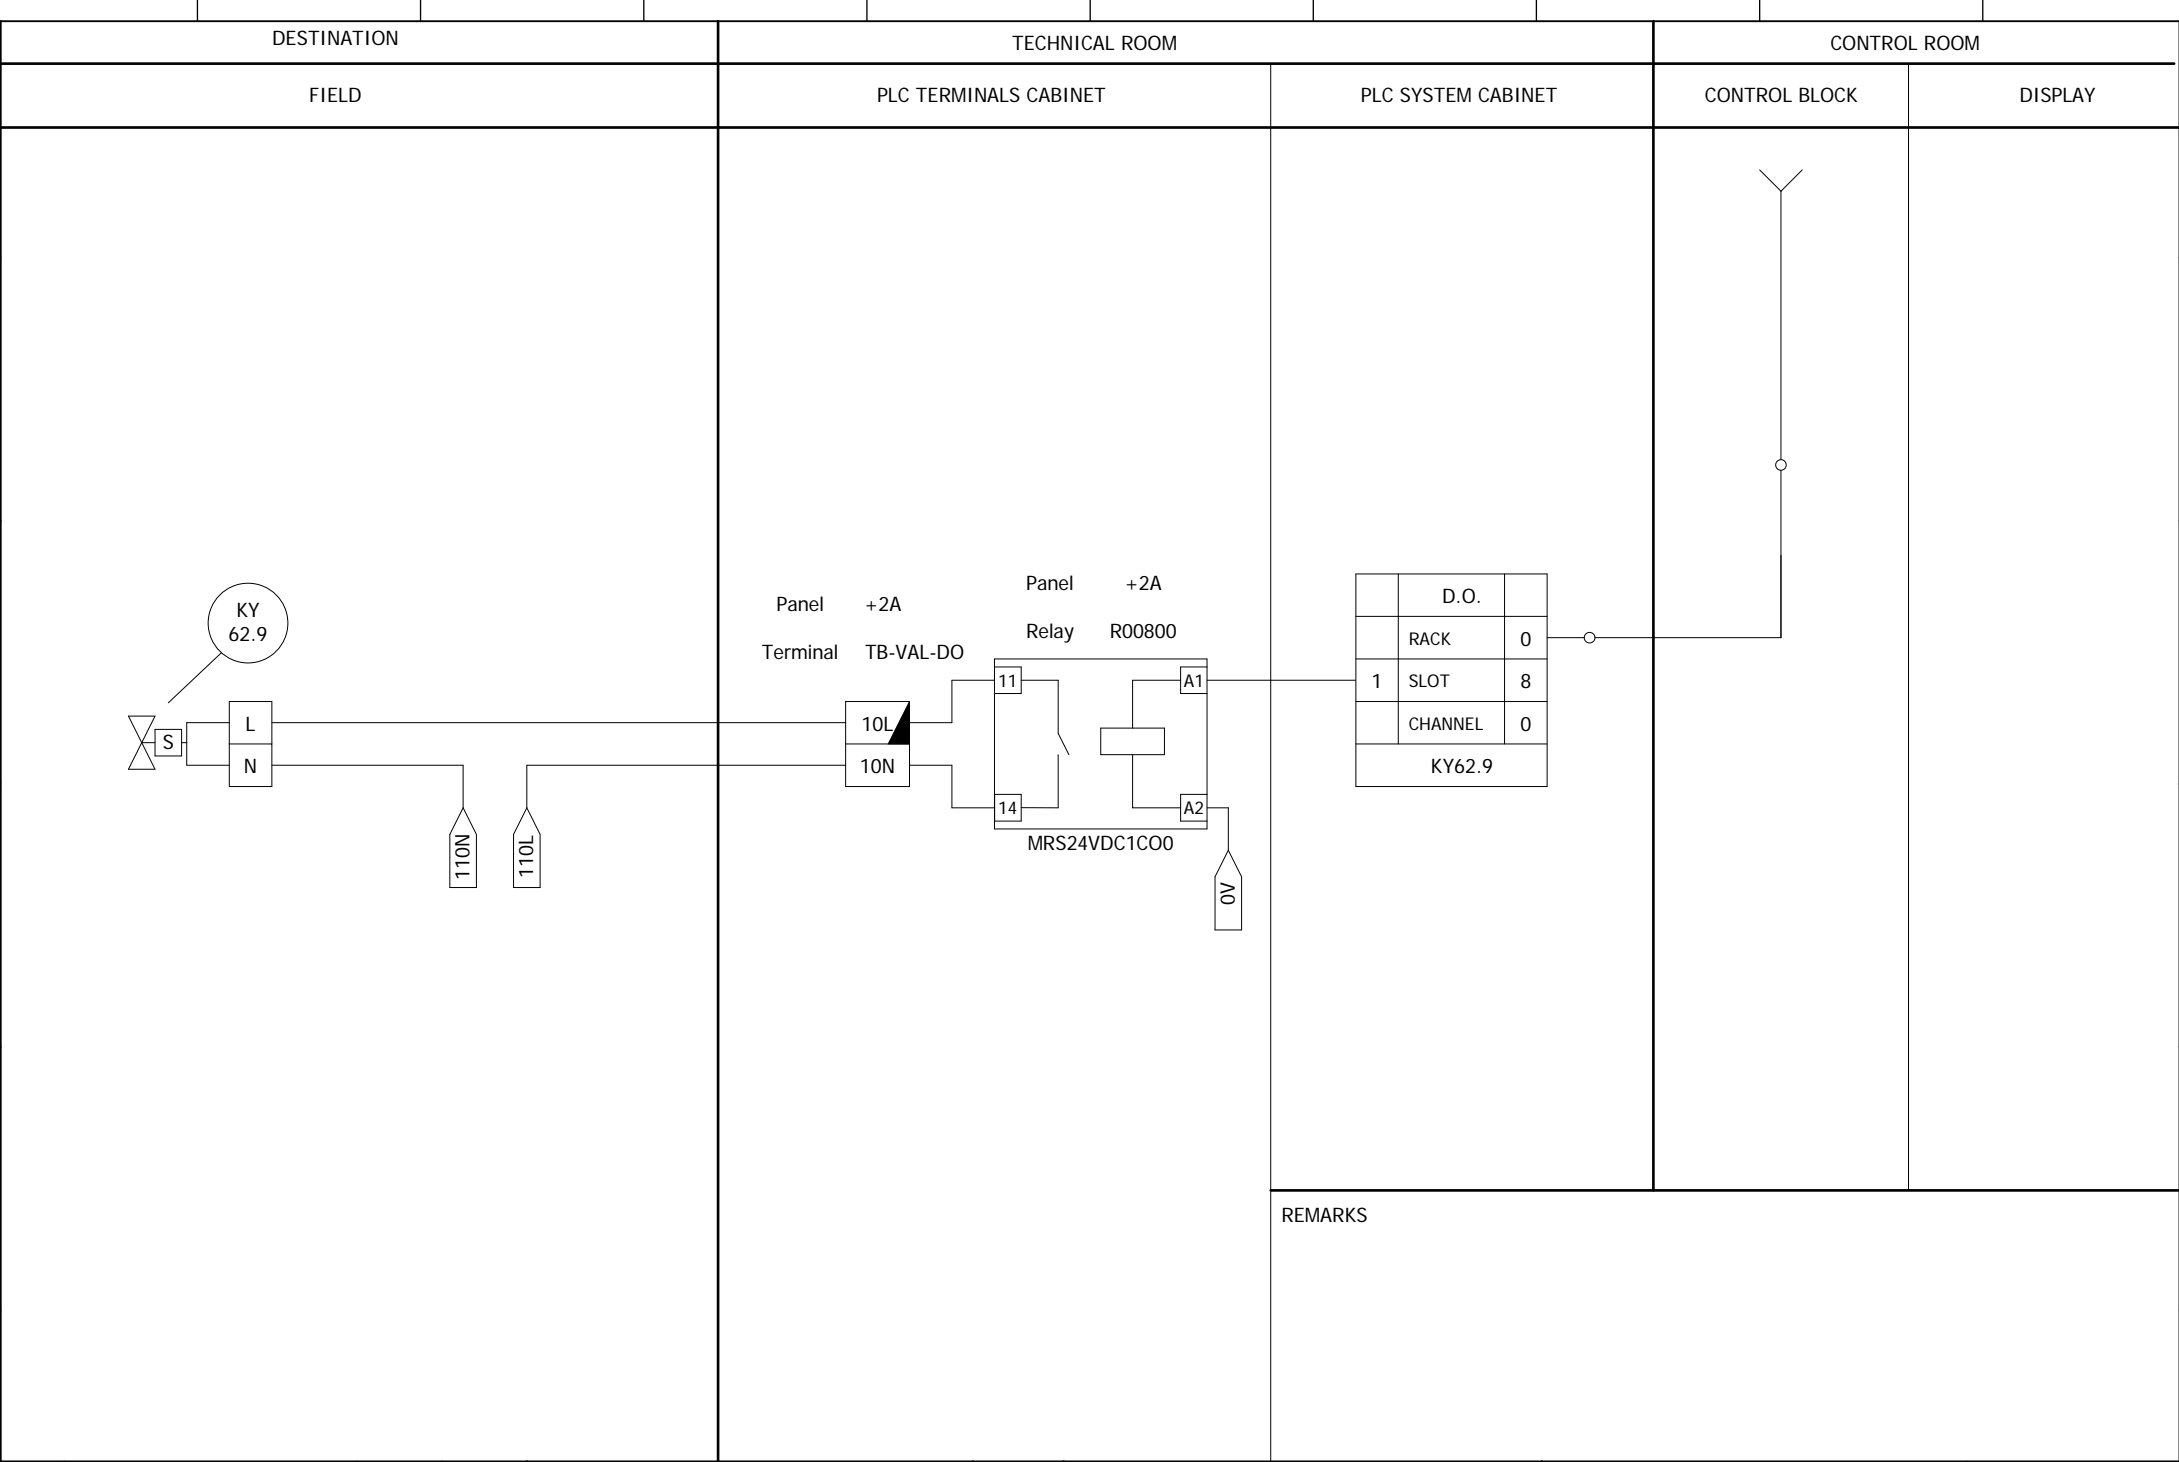 DESTINATION
TECHNICAL ROOM
CONTROL ROOM
FIELD
PLC TERMINALS CABINET
PLC SYSTEM CABINET
CONTROL BLOCK
DISPLAY
KY
62.9
S
L
N
110N
110L
Panel +2A
Terminal TB-VAL-DO
10L
10N
Panel +2A
Relay R00800
11
14
A1
A2
MRS24VDC1CO0
0V
D.O.
RACK 0
1 SLOT 8
CHANNEL 0
KY62.9
REMARKS